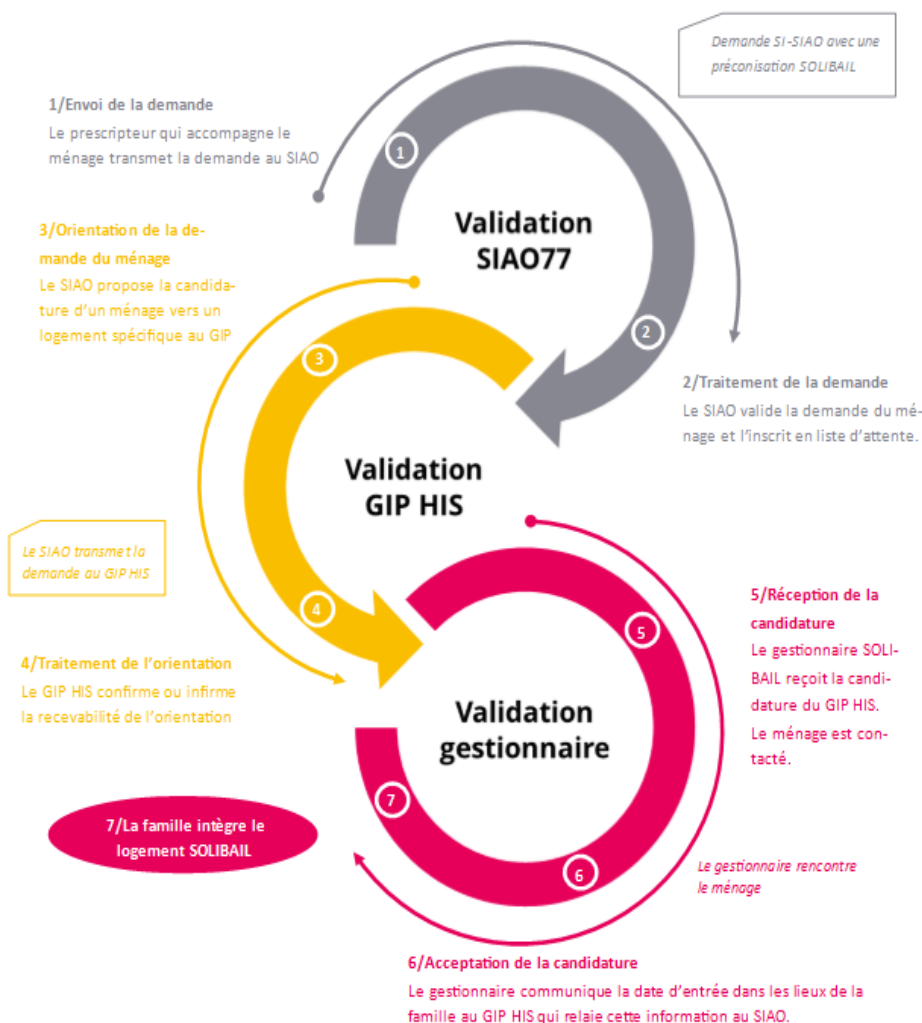 Demande SI-SIAO avec une
préconisation SOLIBAIL
1/Envoi de la demande
Le prescripteur qui accompagne le
ménage transmet la demande au SIAO
1
Validation
SIAO77
2
2/Traitement de la demande
Le SIAO valide la demande du mé-
nage et l'inscrit en liste d'attente.
3/Orientation de la de-
mande du ménage
Le SIAO propose la candida-
ture d'un ménage vers un
logement spécifique au GIP
3
Validation
GIP HIS
Le SIAO transmet la
demande au GIP HIS
4
4/Traitement de l'orientation
Le GIP HIS confirme ou infirme
la recevabilité de l'orientation
5
5/Réception de la
candidature
Le gestionnaire SOLI-
BAIL reçoit la candi-
dature du GIP HIS.
Le ménage est con-
tacté.
Validation
gestionnaire
Le gestionnaire rencontre
le ménage
6
6/Acceptation de la candidature
Le gestionnaire communique la date d'entrée dans les lieux de la
famille au GIP HIS qui relaie cette information au SIAO.
7
7/La famille intègre le
logement SOLIBAIL